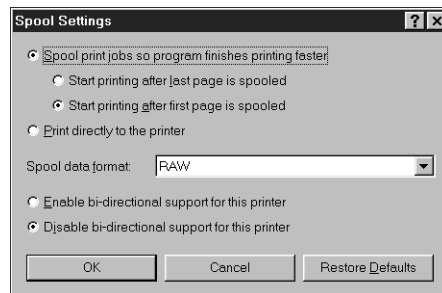 Spool Settings
Spool print jobs so program finishes printing faster
Start printing after last page is spooled
Start printing after first page is spooled
Print directly to the printer
Spool data format: RAW
Enable bi-directional support for this printer
Disable bi-directional support for this printer
OK Cancel Restore Defaults